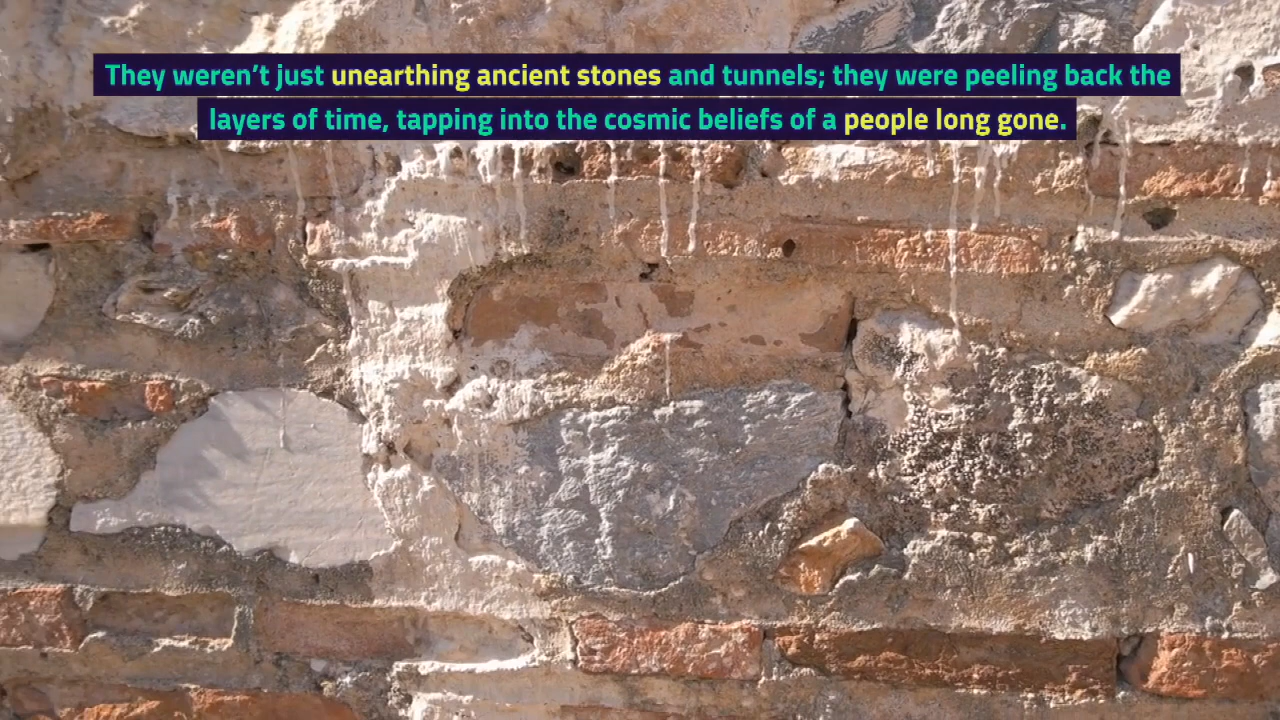 They weren’t just unearthing ancient stones and tunnels; they were peeling back the
layers of time, tapping into the cosmic beliefs of a people long gone.